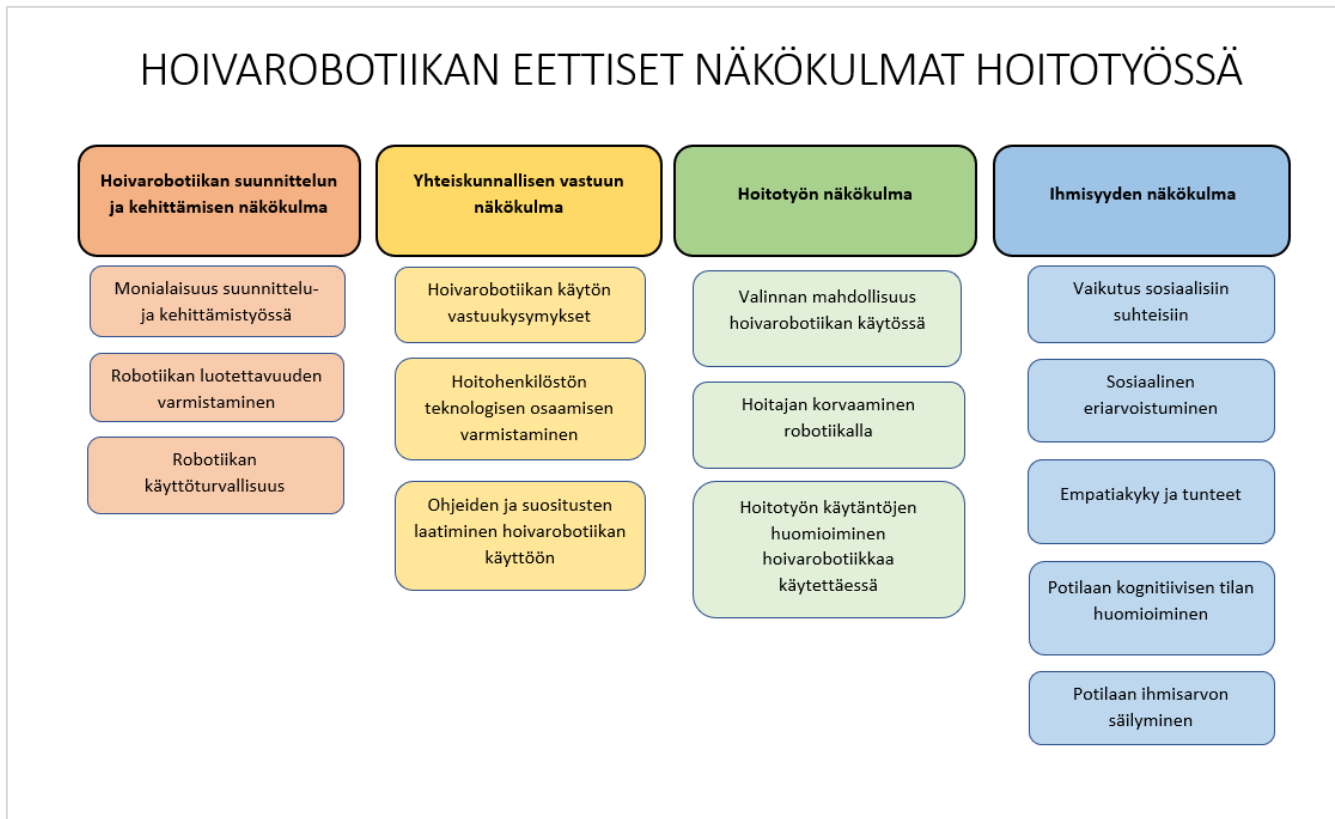 HOIVAROBOTIIKAN EETTISET NÄKÖKULMAT HOITOTYÖSSÄ
Hoivarobotiikan suunnittelun
ja kehittämisen näkökulma
Monialaisuus suunnittelu-
ja kehittämistyössä
Robotiikan luotettavuuden
varmistaminen
Robotiikan
käyttöturvallisuus
Yhteiskunnallisen vastuun
näkökulma
Hoivarobotiikan käytön
vastuukysymykset
Hoitohenkilöstön
teknologisen osaamisen
varmistaminen
Ohjeiden ja suositusten
laatiminen hoivarobotiikan
käyttöön
Hoitotyön näkökulma
Valinnan mahdollisuus
hoivarobotiikan käytössä
Hoitajan korvaaminen
robotiikalla
Hoitotyön käytäntöjen
huomioiminen
hoivarobotiikkaa
käytettäessä
Ihmisyyden näkökulma
Vaikutus sosiaalisiin
suhteisiin
Sosiaalinen
eriarvoistuminen
Empatiakyky ja tunteet
Potilaan kognitiivisen tilan
huomioiminen
Potilaan ihmisarvon
säilyminen